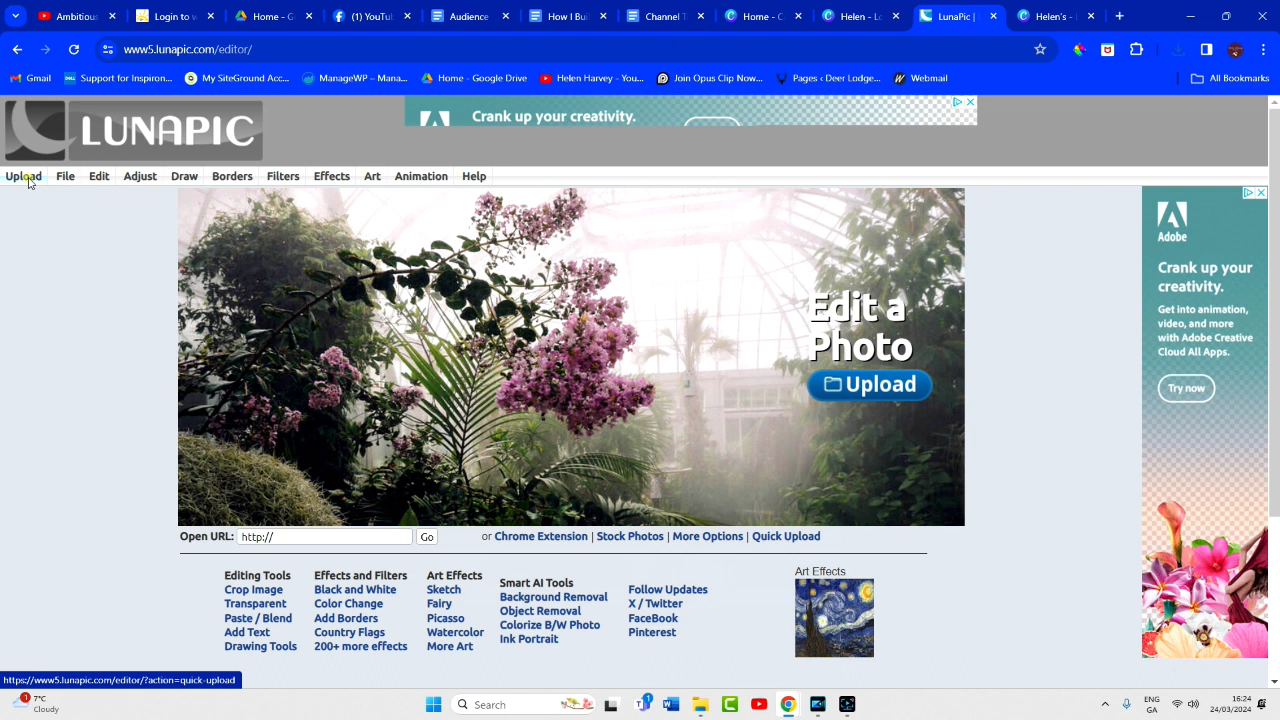 Ambitious
Login to w
Home - G
(1) YouTu
Audience
How I Bui
Channel T
Home - C
Helen - Lo
LunaPic |
Helen's -
www5.lunapic.com/editor/
Gmail
Support for Inspiron...
My SiteGround Acc...
ManageWP – Mana...
Home - Google Drive
Helen Harvey - You...
Join Opus Clip Now...
Pages ‹ Deer Lodge...
Webmail
All Bookmarks
LUNAPIC
Crank up your creativity.
Upload File Edit Adjust Draw Borders Filters Effects Art Animation Help
Edit a
Photo
Upload
Adobe
Crank up your
creativity.
Get into animation,
video, and more
with Adobe Creative
Cloud All Apps.
Try now
Open URL: http:// Go or Chrome Extension | Stock Photos | More Options | Quick Upload
Editing Tools
Crop Image
Transparent
Paste / Blend
Add Text
Drawing Tools
Effects and Filters
Black and White
Color Change
Add Borders
Country Flags
200+ more effects
Art Effects
Sketch
Fairy
Picasso
Watercolor
More Art
Smart AI Tools
Background Removal
Object Removal
Colorize B/W Photo
Ink Portrait
Follow Updates
X / Twitter
FaceBook
Pinterest
Art Effects
https://www5.lunapic.com/editor/?action=quick-upload
1
7°C
Cloudy
Search
1
ENG
GA
16:24
24/03/2024